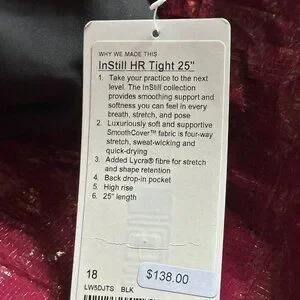 WHY WE MADE THIS
InStill HR Tight 25"
1. Take your practice to the next
level. The InStill collection
provides smoothing support and
softness you can feel in every
breath, stretch, and pose
2. Luxuriously soft and supportive
SmoothCover™ fabric is four-way
stretch, sweat-wicking and
quick-drying
3. Added Lycra® fibre for stretch
and shape retention
4. Back drop-in pocket
5. High rise
6. 25" length
18
$138.00
LW5DJTS BLK